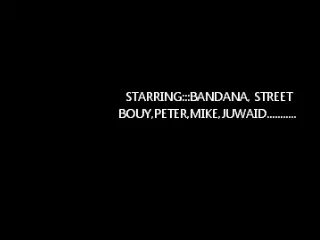 STARRING:::BANDANA, STREET
BOUY,PETER,MIKE,JUWAID...........